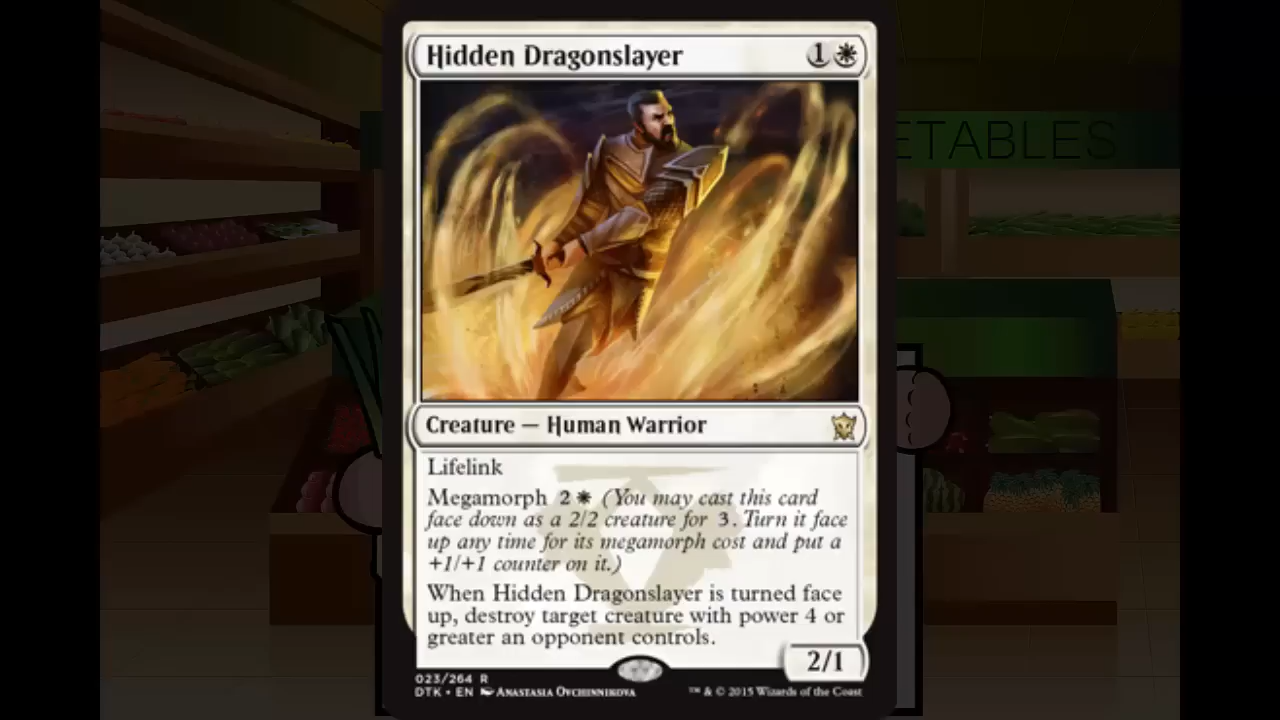 Hidden Dragonslayer 1
ETABLES
Creature — Human Warrior
Lifelink
Megamorph 2 (You may cast this card
face down as a 2/2 creature for 3. Turn it face
up any time for its megamorph cost and put a
+1/+1 counter on it.)
When Hidden Dragonslayer is turned face
up, destroy target creature with power 4 or
greater an opponent controls.
2/1
023/264 R
DTK • EN Anastasia Ovchinnikova
™ & © 2015 Wizards of the Coast